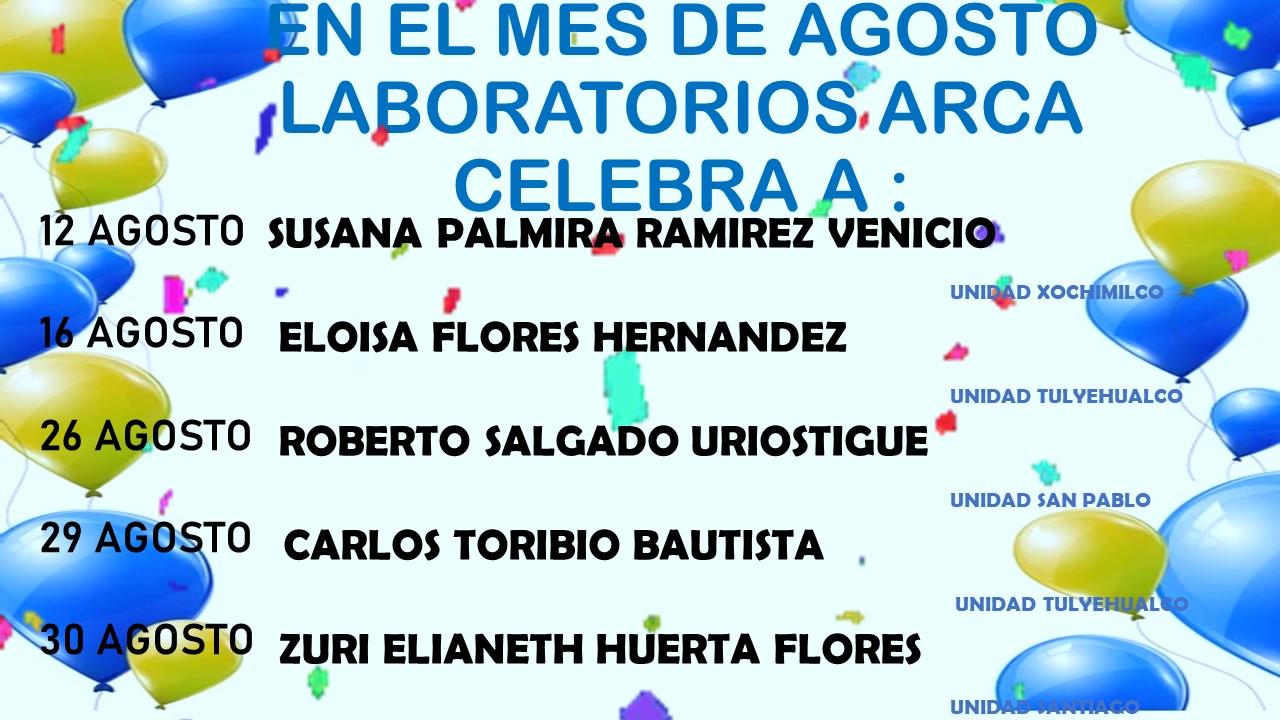 EN EL MES DE AGOSTO
LABORATORIOS ARCA
CELEBRA A :
12 AGOSTO SUSANA PALMIRA RAMIREZ VENICIO
UNIDAD XOCHIMILCO
16 AGOSTO ELOISA FLORES HERNANDEZ
UNIDAD TULYEHUALCO
26 AGOSTO ROBERTO SALGADO URIOSTIGUE
UNIDAD SAN PABLO
29 AGOSTO CARLOS TORIBIO BAUTISTA
UNIDAD TULYEHUALCO
30 AGOSTO ZURI ELIANETH HUERTA FLORES
UNIDAD SANTIAGO